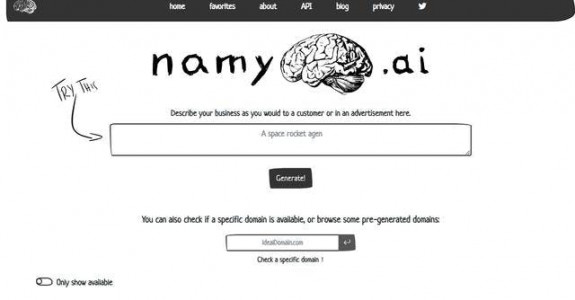 home favorites about API blog privacy
namy .ai
TRY THIS
Describe your business as you would to a customer or in an advertisement here.
A space rocket agen
Generate!
You can also check if a specific domain is available, or browse some pre-generated domains:
IdealDomain.com
Check a specific domain ↑
Only show available